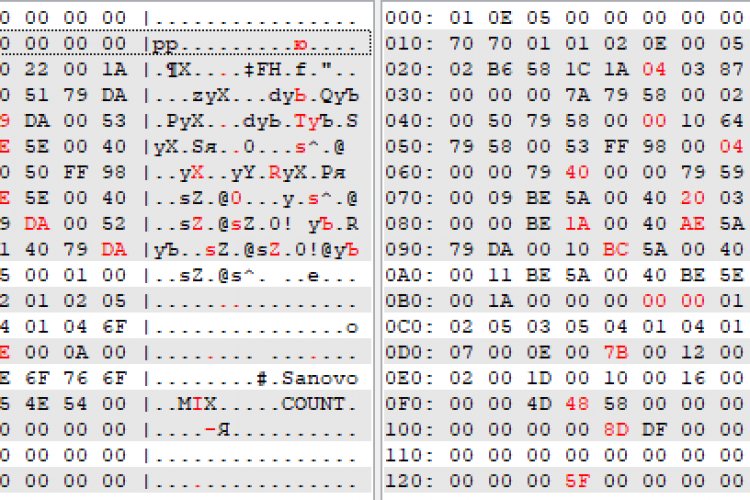 0 00 00 00 |................ 000: 01 0E 05 00 00 00 00 00
0 00 00 00 |pp.........ю.... 010: 70 70 01 01 02 0E 00 05
0 22 00 1A |.¶X....‡FH.f.".. 020: 02 B6 58 1C 1A 04 03 87
0 51 79 DA |...zyX...dyЬ.QyЪ 030: 00 00 00 7A 79 58 00 02
9 DA 00 53 |.PyX...dyЬ.TyЪ.S 040: 00 50 79 58 00 00 10 64
E 5E 00 40 |yX.Sя..0...s^.@ 050: 79 58 00 53 FF 98 00 04
0 50 FF 98 |..yX..yY.RyX.Pя 060: 00 00 79 40 00 00 79 59
E 5E 00 40 |..sZ.@0...y.s^.@ 070: 00 09 BE 5A 00 40 20 03
9 DA 00 52 |..sZ.@sZ.0! yЪ.R 080: 00 00 BE 1A 00 40 AE 5A
1 40 79 DA |yЪ..sZ.@sZ.0!@yЪ 090: 79 DA 00 10 BC 5A 00 40
5 00 01 00 |..sZ.@s^. ..e... 0A0: 00 11 BE 5A 00 40 BE 5E
2 01 02 05 |................ 0B0: 00 1A 00 00 00 00 00 01
4 01 04 6F |...............o 0C0: 02 05 03 05 04 01 04 01
E 00 0A 00 |......... ...... 0D0: 07 00 0E 00 7B 00 12 00
E 6F 76 6F |........#.Sanovo 0E0: 02 00 1D 00 10 00 16 00
5 4E 54 00 |..MIX.....COUNT. 0F0: 00 00 4D 48 58 00 00 00
0 00 00 00 |....-Я.......... 100: 00 00 00 00 8D DF 00 00
0 00 00 00 |................ 110: 00 00 00 00 00 00 00 00
0 00 00 00 |................ 120: 00 00 00 5F 00 00 00 00